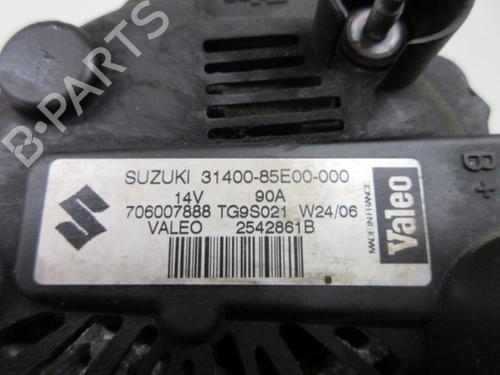 B-PARTS
SUZUKI 31400-85E00-000
14V 90A
706007888 TG9S021 W24/06
VALEO 2542861B
MADE IN FRANCE
Valeo
B+